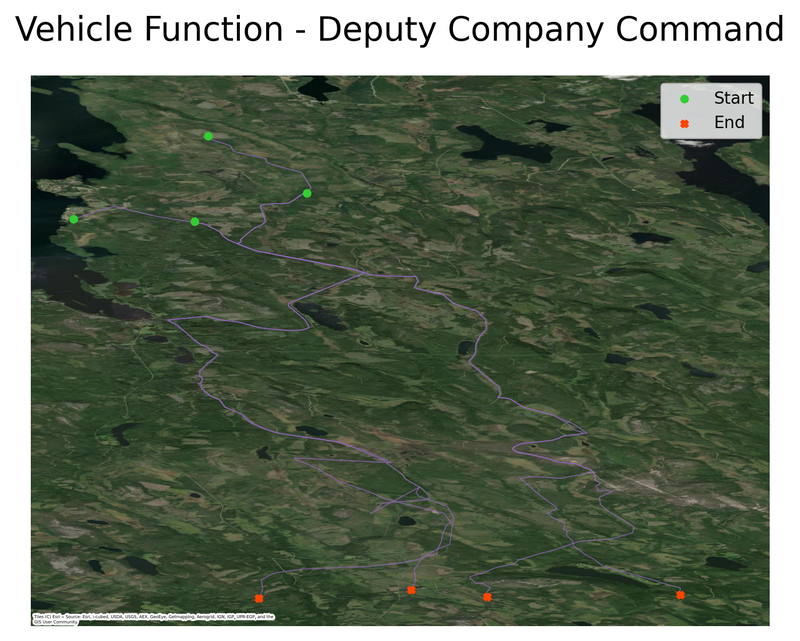 Vehicle Function - Deputy Company Command
Start
End
Tiles (C) Esri - Source: Esri, i-cubed, USDA, USGS, AEX, GeoEye, Getmapping, Aerogrid, IGN, IGP, UPR-EGP, and the
GIS User Community